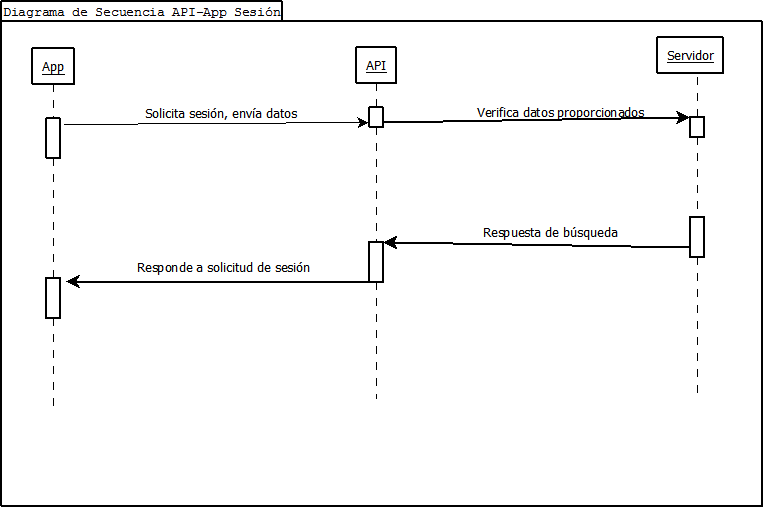 Diagrama de Secuencia API-App Sesión
App
API
Servidor
Solicita sesión, envía datos
Verifica datos proporcionados
Respuesta de búsqueda
Responde a solicitud de sesión